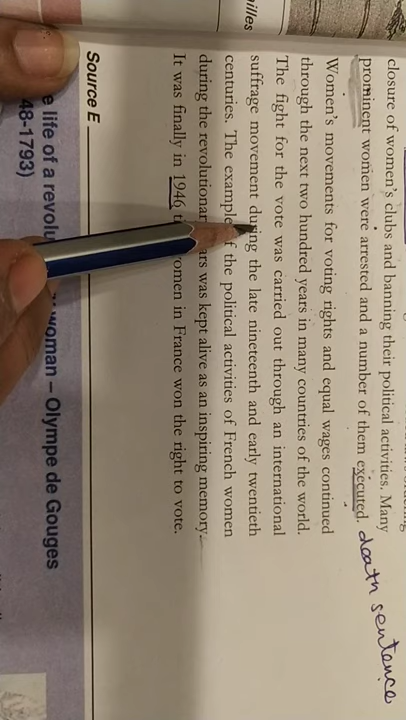 closure of women's clubs and banning their political activities. Many
prominent women were arrested and a number of them executed. death sentence
Women's movements for voting rights and equal wages continued
through the next two hundred years in many countries of the world.
The fight for the vote was carried out through an international
suffrage movement during the late nineteenth and early twentieth
centuries. The example of the political activities of French women
during the revolutionary was kept alive as an inspiring memory.
It was finally in 1946 women in France won the right to vote.
Source E
e life of a revolu woman – Olympe de Gouges
48-1793).
illes